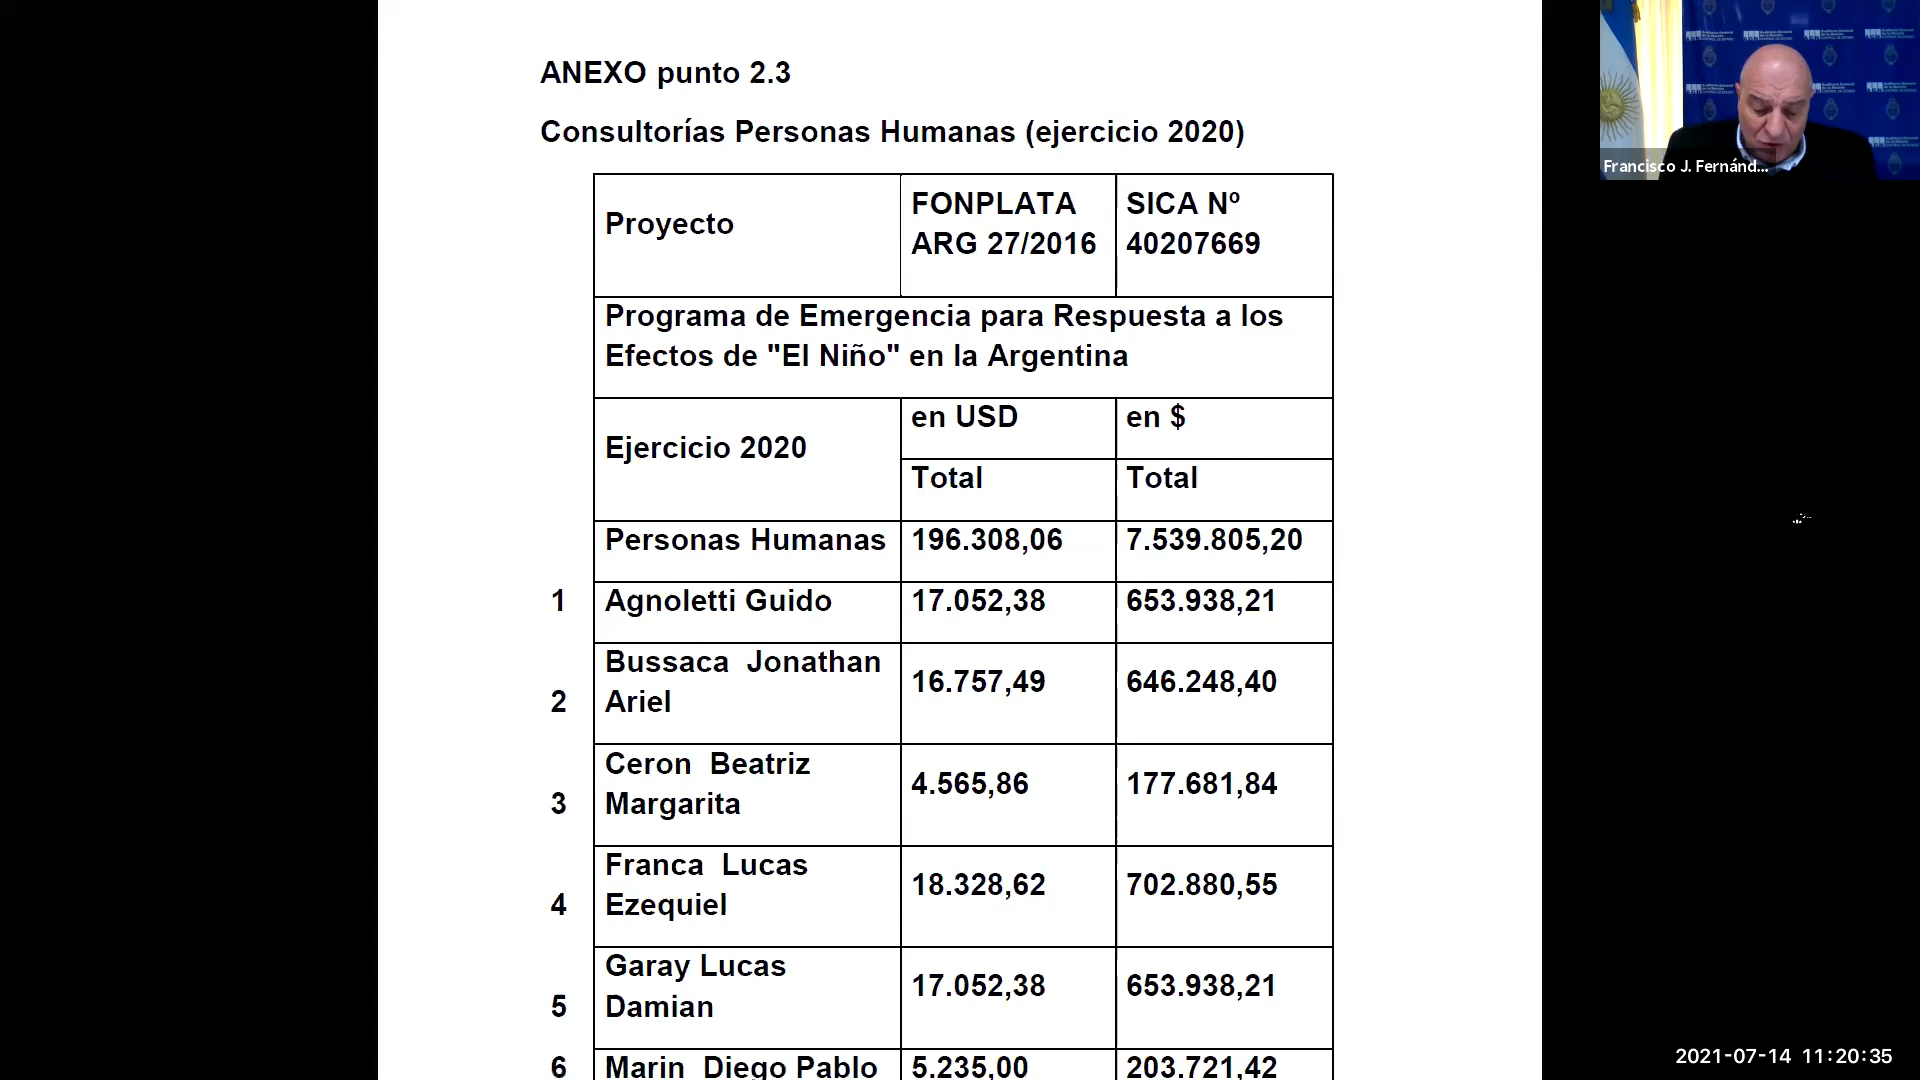 ANEXO punto 2.3
Consultorías Personas Humanas (ejercicio 2020)
Proyecto
FONPLATA
ARG 27/2016
SICA Nº
40207669
Programa de Emergencia para Respuesta a los
Efectos de "El Niño" en la Argentina
Ejercicio 2020
en USD
en $
Total
Total
Personas Humanas 196.308,06 7.539.805,20
1 Agnoletti Guido 17.052,38 653.938,21
2 Bussaca Jonathan
Ariel
16.757,49 646.248,40
3 Ceron Beatriz
Margarita
4.565,86 177.681,84
4 Franca Lucas
Ezequiel
18.328,62 702.880,55
5 Garay Lucas
Damian
17.052,38 653.938,21
6 Marin Diego Pablo 5.235,00 203.721,42
Francisco J. Fernánd...
2021-07-14 11:20:35